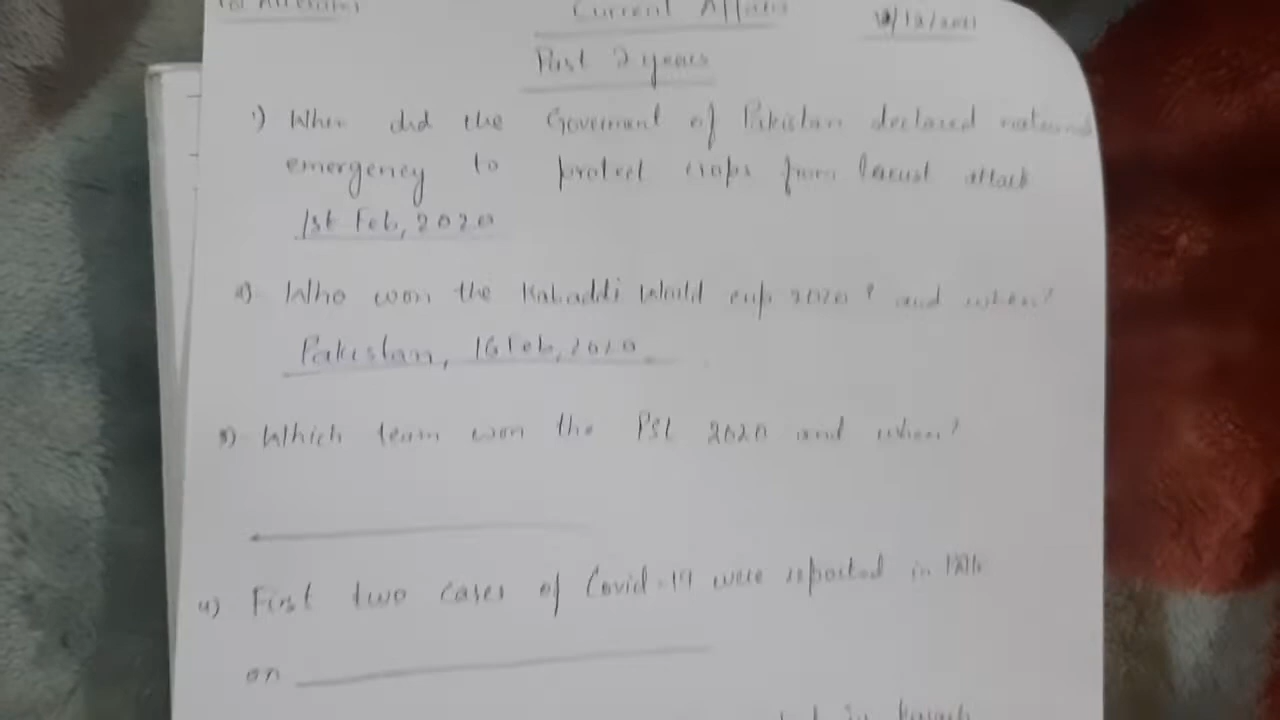 Current Affairs
Past 2 years
1) When did the Goverment of Pakistan declared national
emergency to protect crops from locust attack
1st Feb, 2020
2) Who won the Kabaddi World cup 2020? and when?
Pakistan, 16 Feb, 2020
3) Which team won the PSL 2020 and when?
4) First two cases of Covid-19 were reported in
on
in Karach